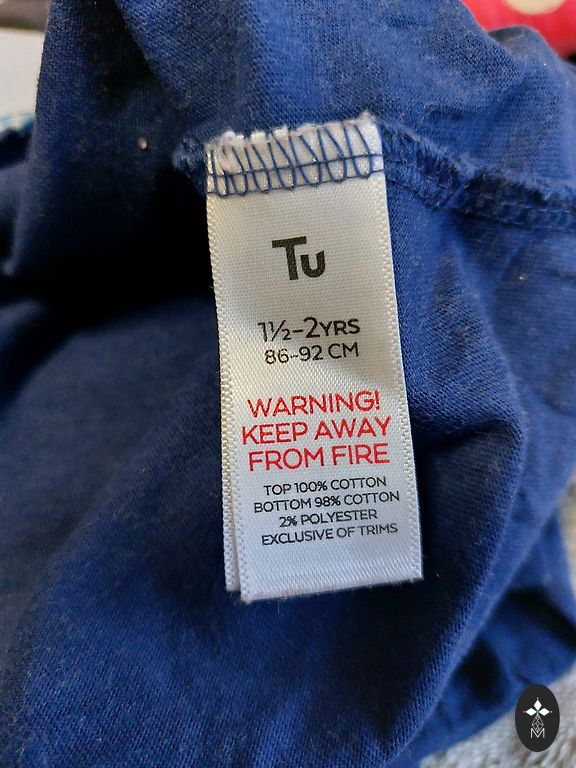 Tu
1½-2YRS
86-92 CM
WARNING!
KEEP AWAY
FROM FIRE
TOP 100% COTTON
BOTTOM 98% COTTON
2% POLYESTER
EXCLUSIVE OF TRIMS
M